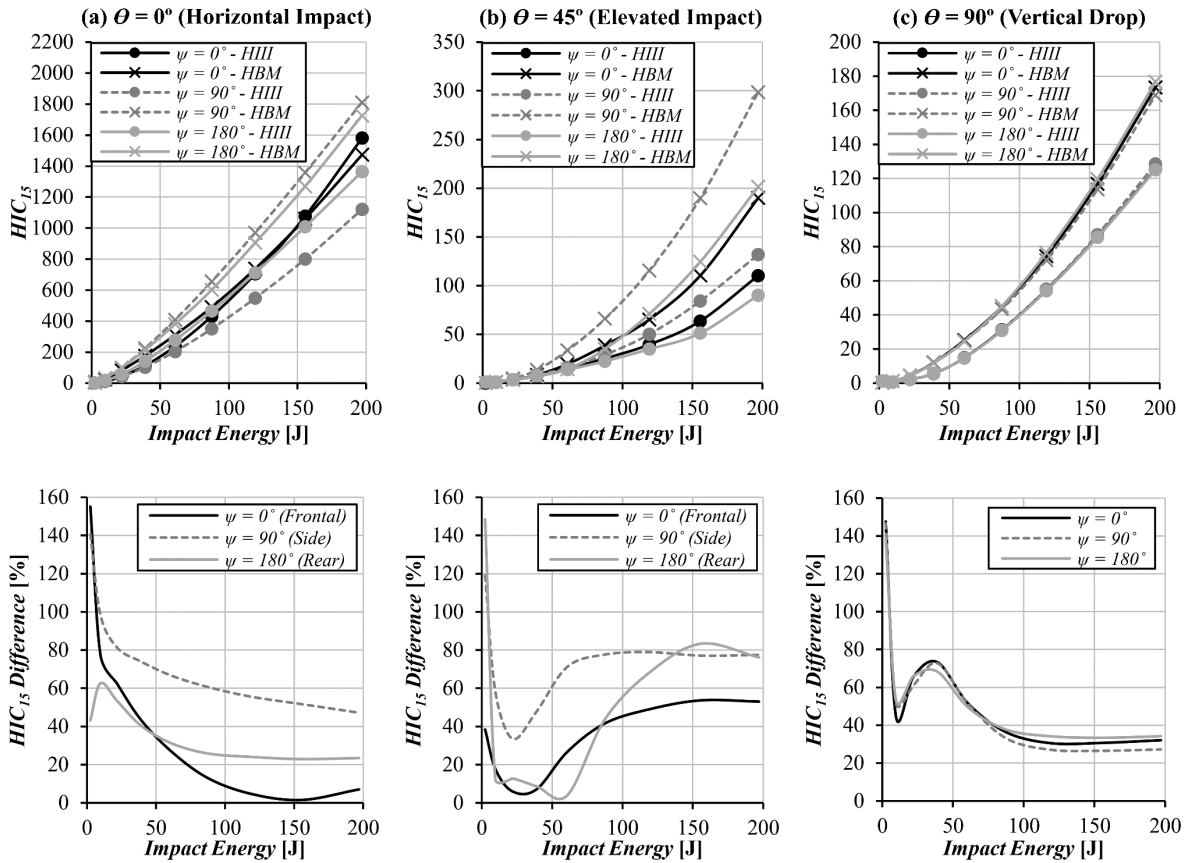 (a) ϴ = 0º (Horizontal Impact)
2200
2000
1800
1600
1400
1200
1000
800
600
400
200
0
HIC15
ψ = 0˚ - HIII
ψ = 0˚ - HBM
ψ = 90˚ - HIII
ψ = 90˚ - HBM
ψ = 180˚ - HIII
ψ = 180˚ - HBM
0 50 100 150 200
Impact Energy [J]
(b) ϴ = 45º (Elevated Impact)
350
300
250
200
150
100
50
0
HIC15
ψ = 0˚ - HIII
ψ = 0˚ - HBM
ψ = 90˚ - HIII
ψ = 90˚ - HBM
ψ = 180˚ - HIII
ψ = 180˚ - HBM
0 50 100 150 200
Impact Energy [J]
(c) ϴ = 90º (Vertical Drop)
200
180
160
140
120
100
80
60
40
20
0
HIC15
ψ = 0˚ - HIII
ψ = 0˚ - HBM
ψ = 90˚ - HIII
ψ = 90˚ - HBM
ψ = 180˚ - HIII
ψ = 180˚ - HBM
0 50 100 150 200
Impact Energy [J]
160
140
120
100
80
60
40
20
0
HIC15 Difference [%]
ψ = 0˚ (Frontal)
ψ = 90˚ (Side)
ψ = 180˚ (Rear)
0 50 100 150 200
Impact Energy [J]
160
140
120
100
80
60
40
20
0
HIC15 Difference [%]
ψ = 0˚ (Frontal)
ψ = 90˚ (Side)
ψ = 180˚ (Rear)
0 50 100 150 200
Impact Energy [J]
160
140
120
100
80
60
40
20
0
HIC15 Difference [%]
ψ = 0˚
ψ = 90˚
ψ = 180˚
0 50 100 150 200
Impact Energy [J]